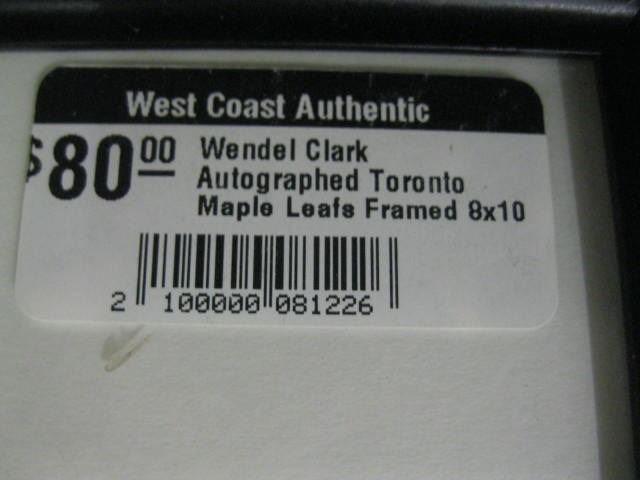 West Coast Authentic
$80.00 Wendel Clark
Autographed Toronto
Maple Leafs Framed 8x10
2 100000 081226